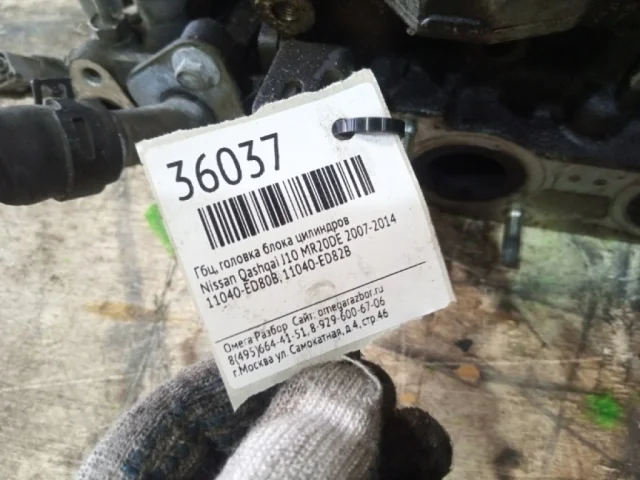 36037
Гбц, головка блока цилиндров
Nissan Qashqai J10 MR20DE 2007-2014
11040-ED80B, 11040-ED82B
Омега Разбор Сайт: omegarazbor.ru
8(495)664-41-51, 8-929-600-67-06
г.Москва ул. Самокатная, д.4, стр 46